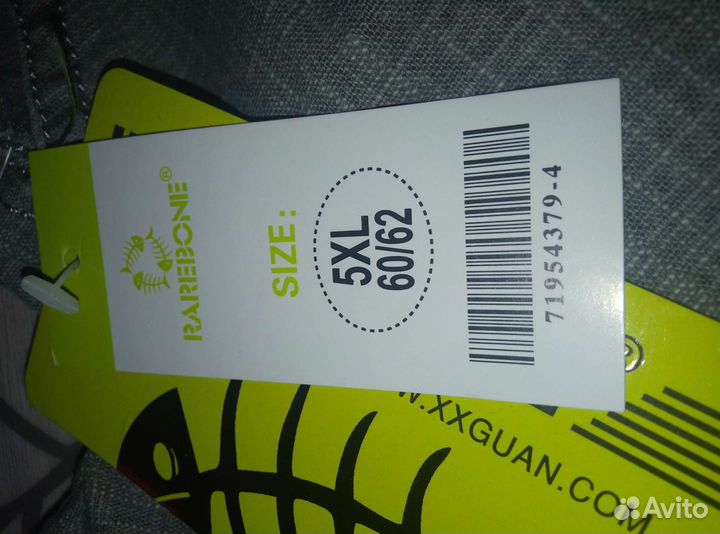 RAREBONE®
SIZE:
5XL
60/62
71954379-4
®
W.XXGUAN.COM
Avito